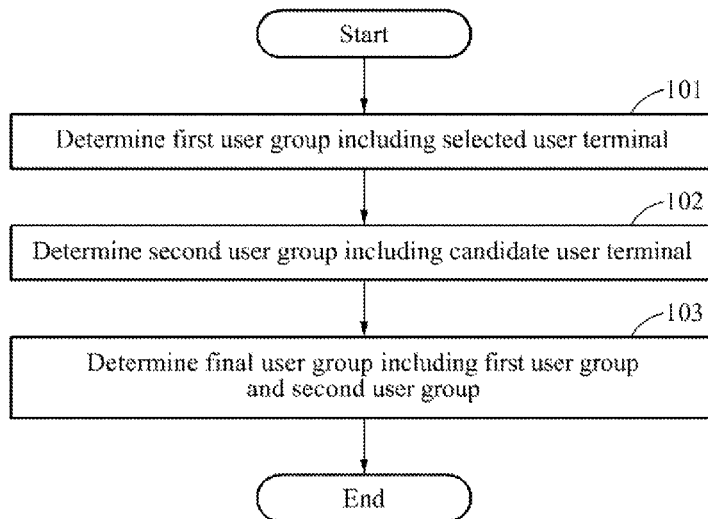 Start
101
Determine first user group including selected user terminal
102
Determine second user group including candidate user terminal
103
Determine final user group including first user group
and second user group
End